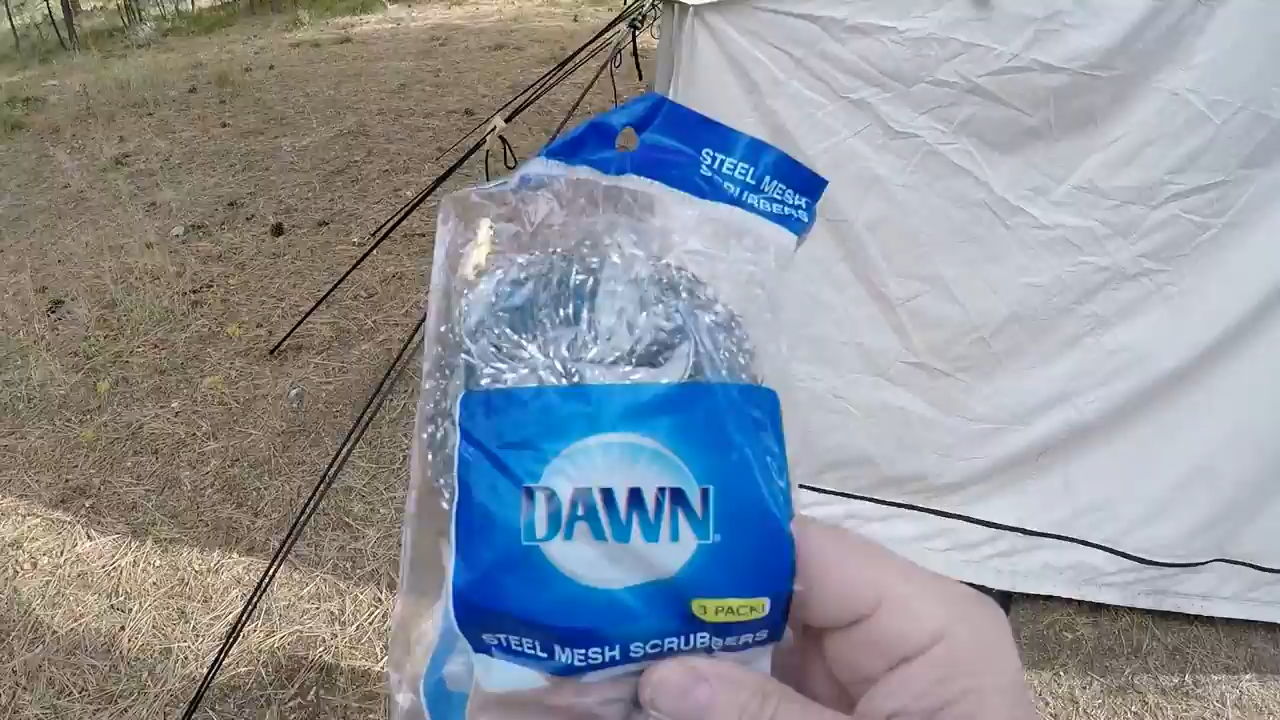 STEEL MESH
SCRUBBERS
DAWN
3 PACK!
STEEL MESH SCRUBBERS